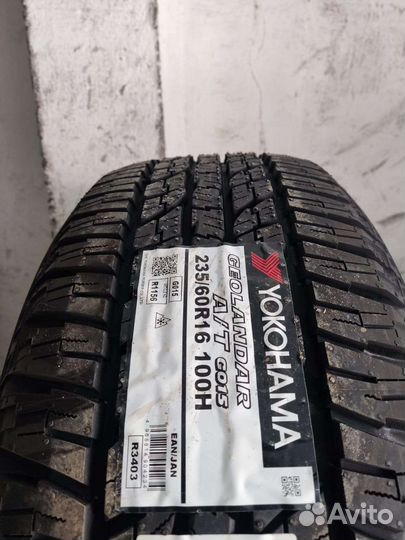 YOKOHAMA
GEOLANDAR
A/T G015
235/60R16 100H
G015
R1156
EAN/JAN
R3403
Avito